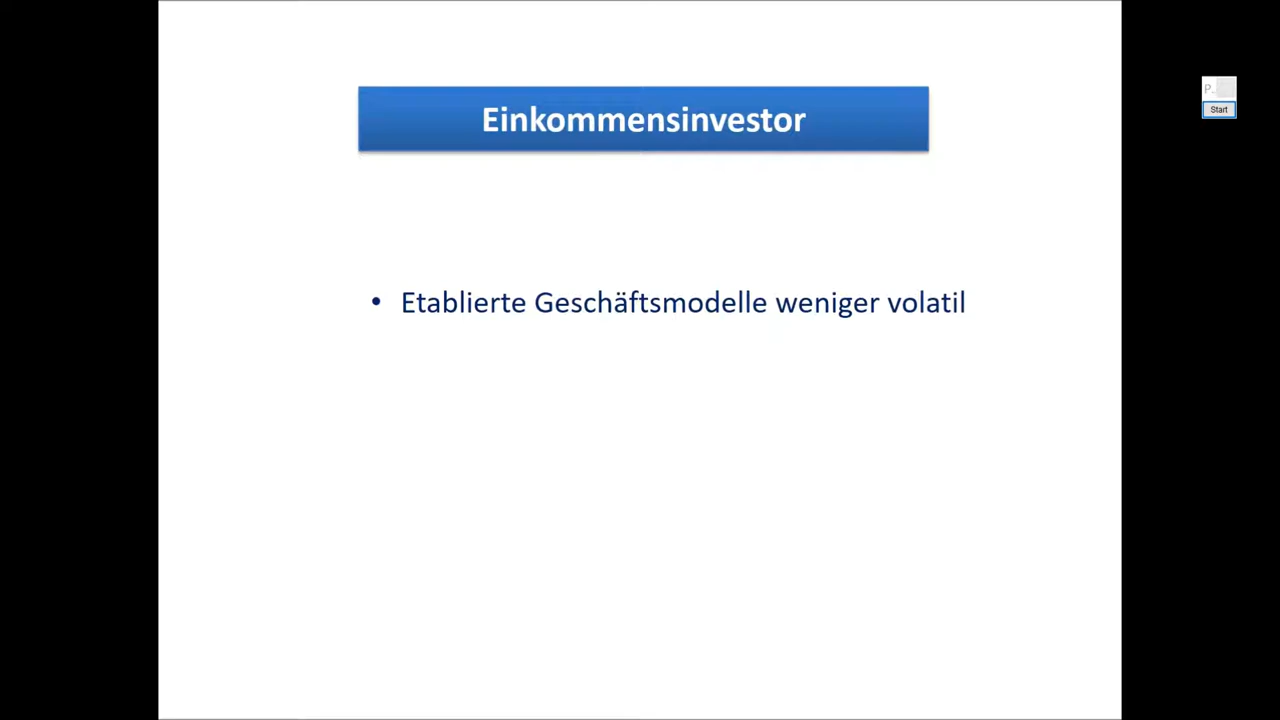 Einkommensinvestor
P.
Start
• Etablierte Geschäftsmodelle weniger volatil